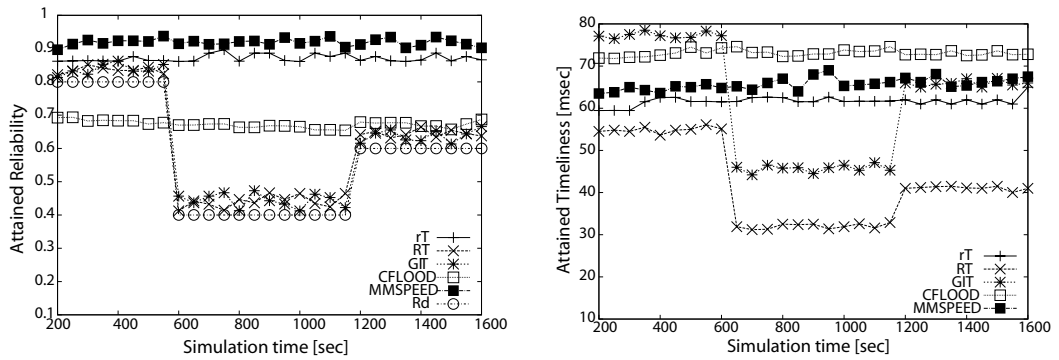 1
0.9
0.8
0.7
0.6
0.5
0.4
0.3
0.2
0.1
Attained Reliability
rT
RT
GIT
CFLOOD
MMSPEED
Rd
200 400 600 800 1000 1200 1400 1600
Simulation time [sec]
80
70
60
50
40
30
20
10
Attained Timeliness [msec]
rT
RT
GIT
CFLOOD
MMSPEED
200 400 600 800 1000 1200 1400 1600
Simulation time [sec]